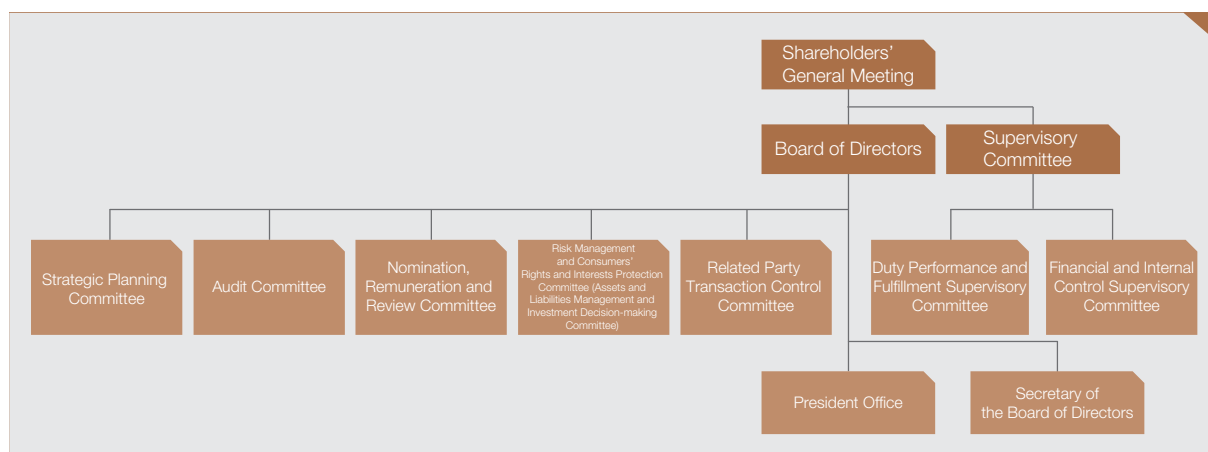 Shareholders'
General Meeting
Board of Directors
Supervisory
Committee
Strategic Planning
Committee
Audit Committee
Nomination,
Remuneration and
Review Committee
Risk Management
and Consumers'
Rights and Interests Protection
Committee (Assets and
Liabilities Management and
Investment Decision-making
Committee)
Related Party
Transaction Control
Committee
Duty Performance and
Fulfillment Supervisory
Committee
Financial and Internal
Control Supervisory
Committee
President Office
Secretary of
the Board of Directors